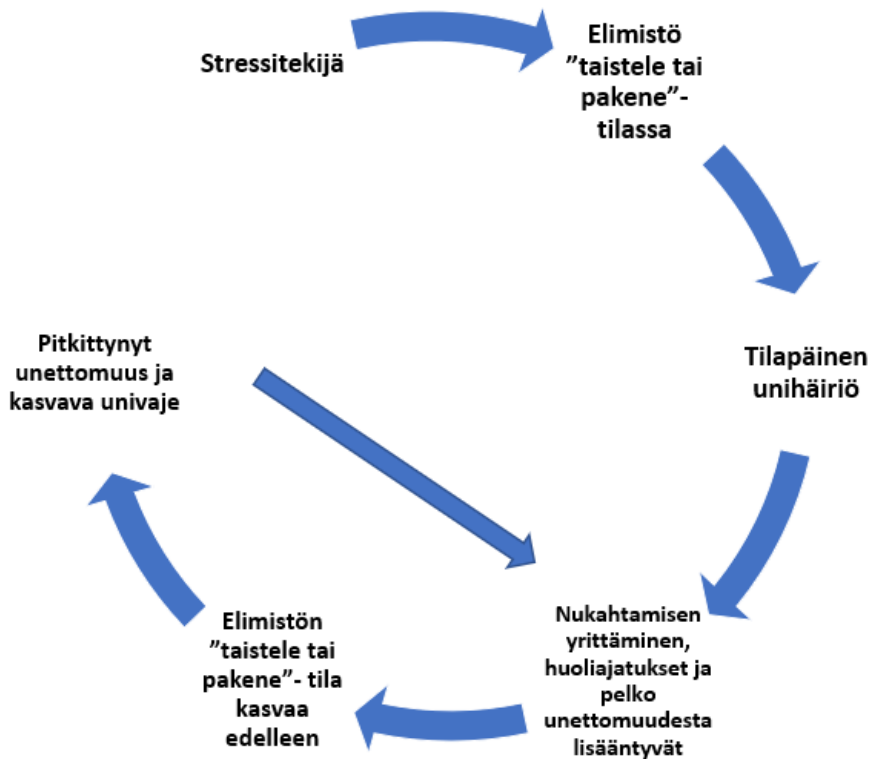 Stressitekijä
Elimistö
”taistele tai
pakene”-
tilassa
Tilapäinen
unihäiriö
Nukahtamisen
yrittäminen,
huoliajatukset ja
pelko
unettomuudesta
lisääntyvät
Elimistön
”taistele tai
pakene”- tila
kasvaa
edelleen
Pitkittynyt
unettomuus ja
kasvava univaje